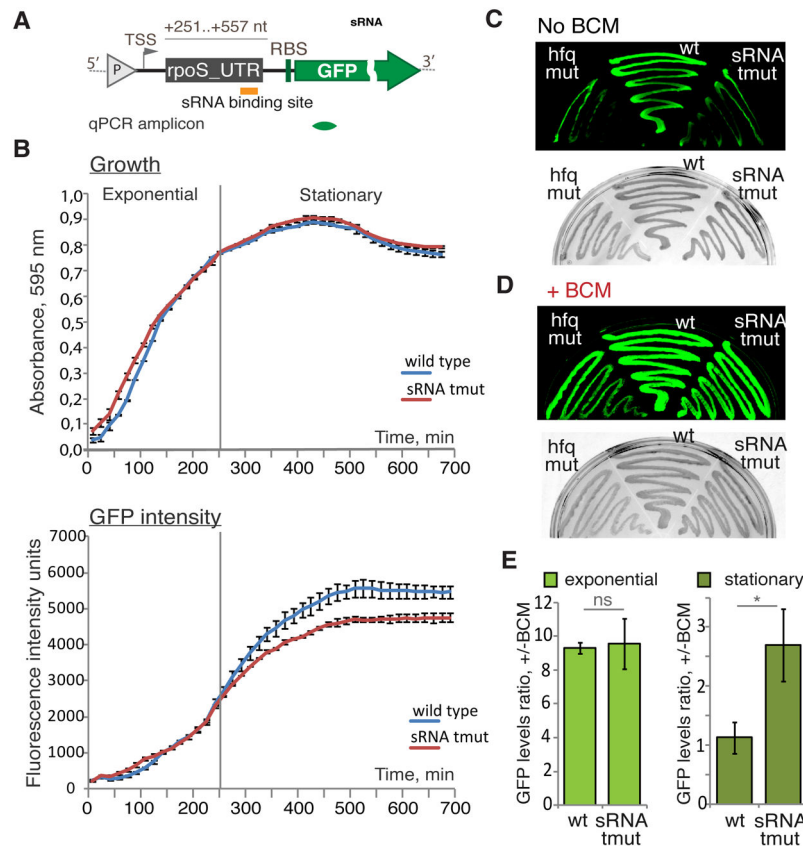 A
+251..+557 nt
sRNA
TSS
RBS
5′
P
rpoS_UTR
GFP
3′
sRNA binding site
qPCR amplicon
B
Growth
Exponential
Stationary
Absorbance, 595 nm
1,0
0,9
0,8
0,7
0,6
0,5
0,4
0,3
0,2
0,1
0,0
wild type
sRNA tmut
Time, min
0 100 200 300 400 500 600 700
GFP intensity
Fluorescence intensity units
7000
6000
5000
4000
3000
2000
1000
0
wild type
sRNA tmut
Time, min
0 100 200 300 400 500 600 700
C
No BCM
hfq
mut
wt
sRNA
tmut
hfq
mut
wt
sRNA
tmut
D
+ BCM
hfq
mut
wt
sRNA
tmut
hfq
mut
wt
sRNA
tmut
E
exponential
GFP levels ratio, +/-BCM
12
10
8
6
4
2
0
ns
wt
sRNA
tmut
stationary
GFP levels ratio, +/-BCM
3
2
1
0
*
wt
sRNA
tmut